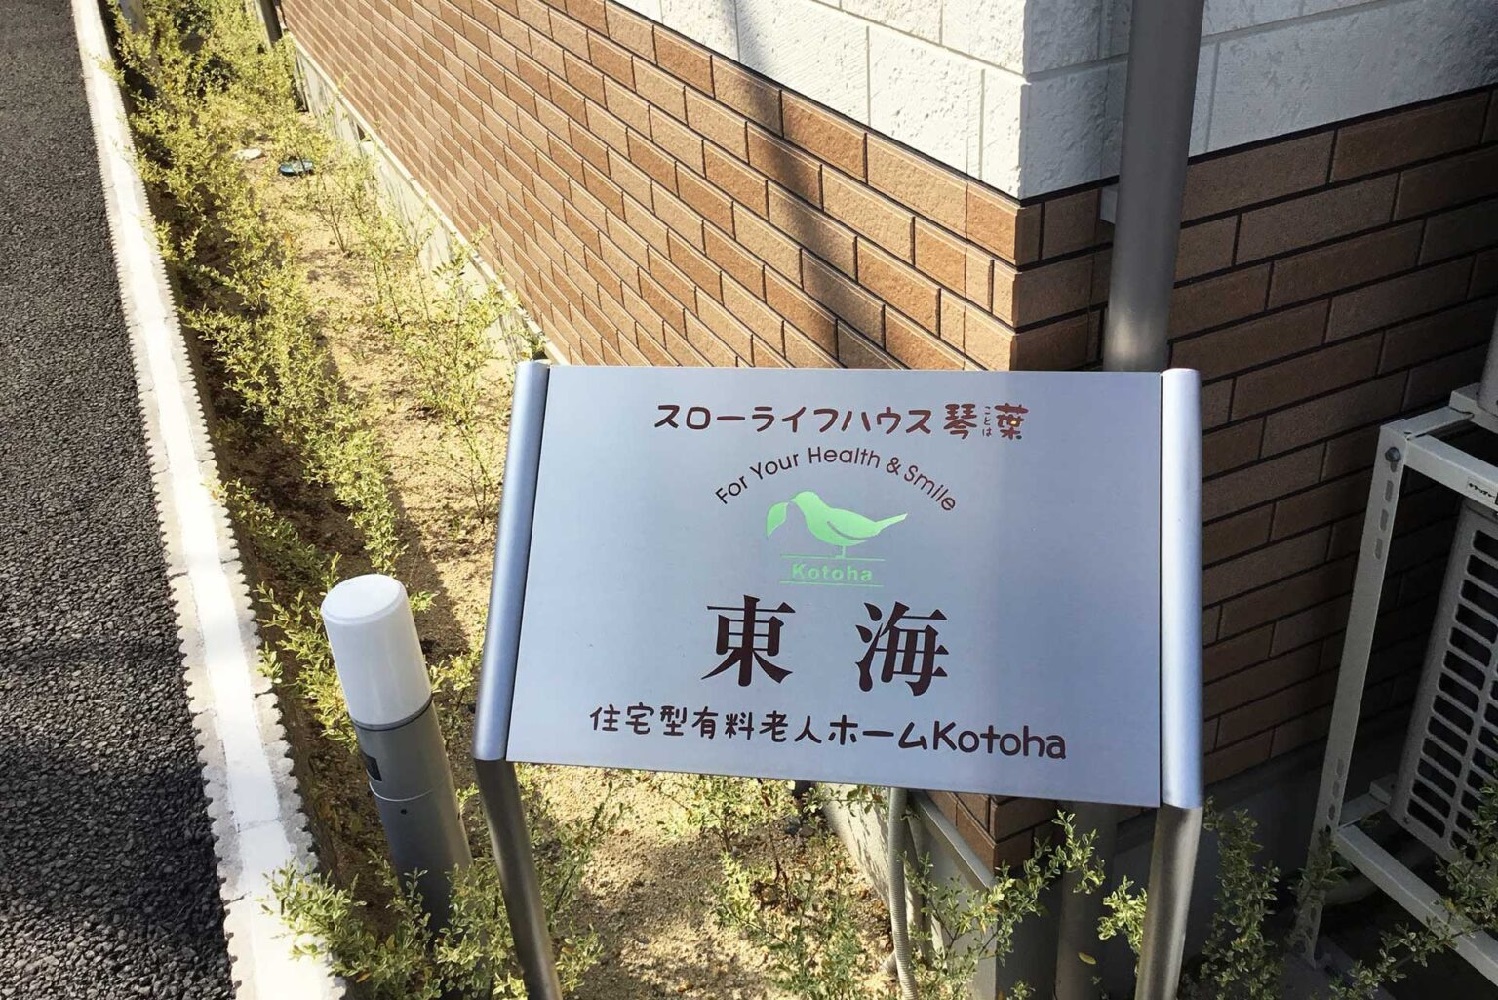 スローライフハウス 琴葉
ことは
For Your Health & Smile
Kotoha
東海
住宅型有料老人ホームKotoha